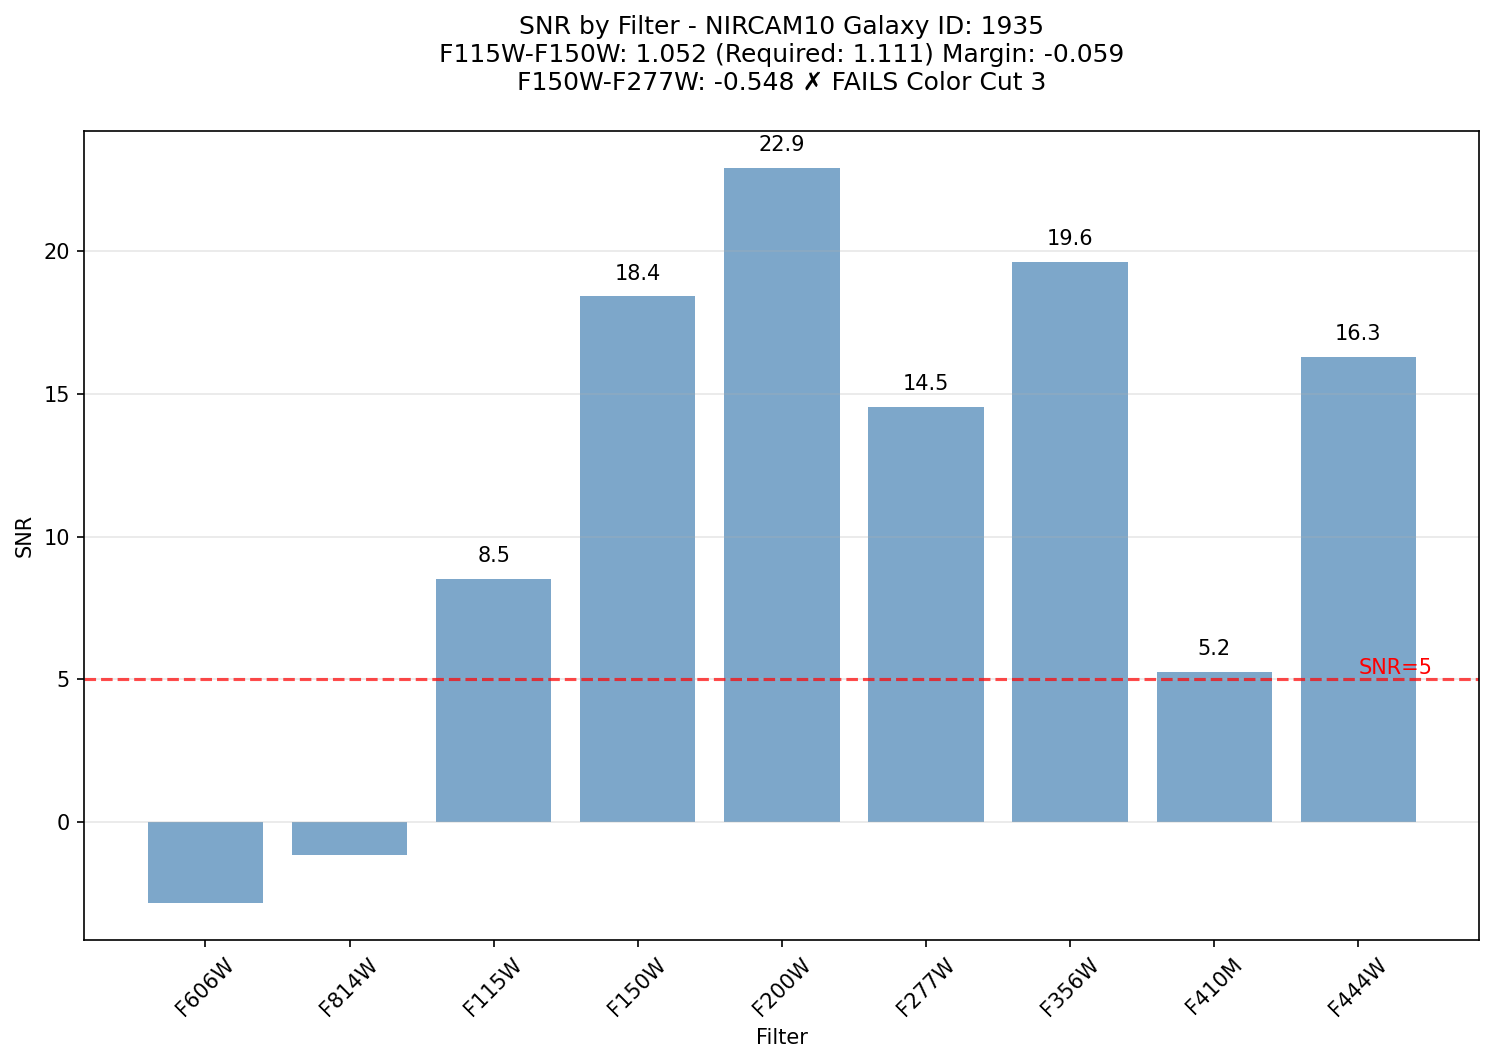 SNR by Filter - NIRCAM10 Galaxy ID: 1935
F115W-F150W: 1.052 (Required: 1.111) Margin: -0.059
F150W-F277W: -0.548 ✗ FAILS Color Cut 3
22.9
19.6
18.4
16.3
14.5
8.5
5.2
SNR=5
SNR
20
15
10
5
0
F606W
F814W
F115W
F150W
F200W
F277W
F356W
F410M
F444W
Filter